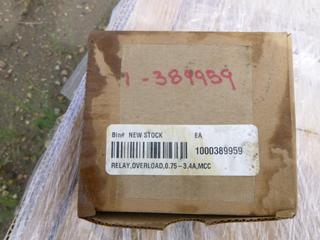 1-389959
Bin# NEW STOCK EA
1000389959
RELAY,OVERLOAD,0.75-3.4A,MCC